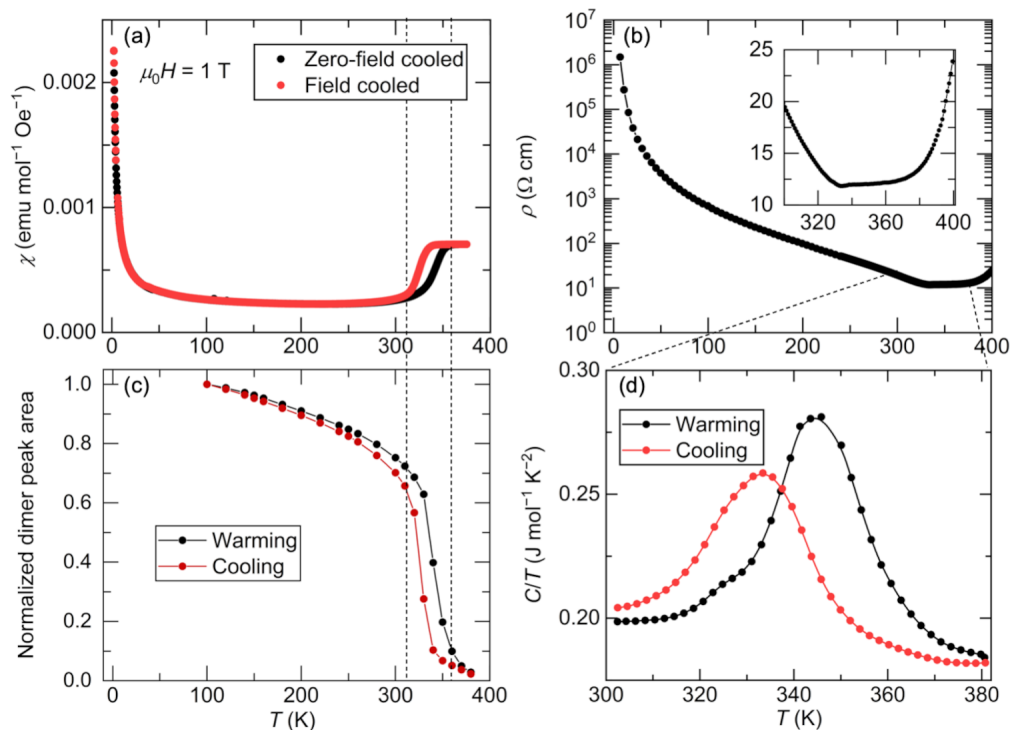 (a)
μ₀H = 1 T
Zero-field cooled
Field cooled
χ (emu mol⁻¹ Oe⁻¹)
0.002
0.001
0.000
0 100 200 300 400
(b)
ρ (Ω cm)
10⁷
10⁶
10⁵
10⁴
10³
10²
10¹
10⁰
0 100 200 300 400
25
20
15
10
320 360 400
(c)
Normalized dimer peak area
1.0
0.8
0.6
0.4
0.2
0.0
Warming
Cooling
0 100 200 300 400
T (K)
(d)
Warming
Cooling
C/T (J mol⁻¹ K⁻²)
0.30
0.25
0.20
300 320 340 360 380
T (K)